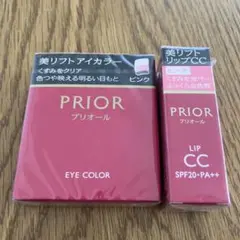 美リフトアイカラー
くすみをクリア
色つや映える明るい目もと
ピンク
PRIOR
プリオール
EYE COLOR
美リフト
リップCC
PRIOR
プリオール
LIP
CC
SPF20・PA++